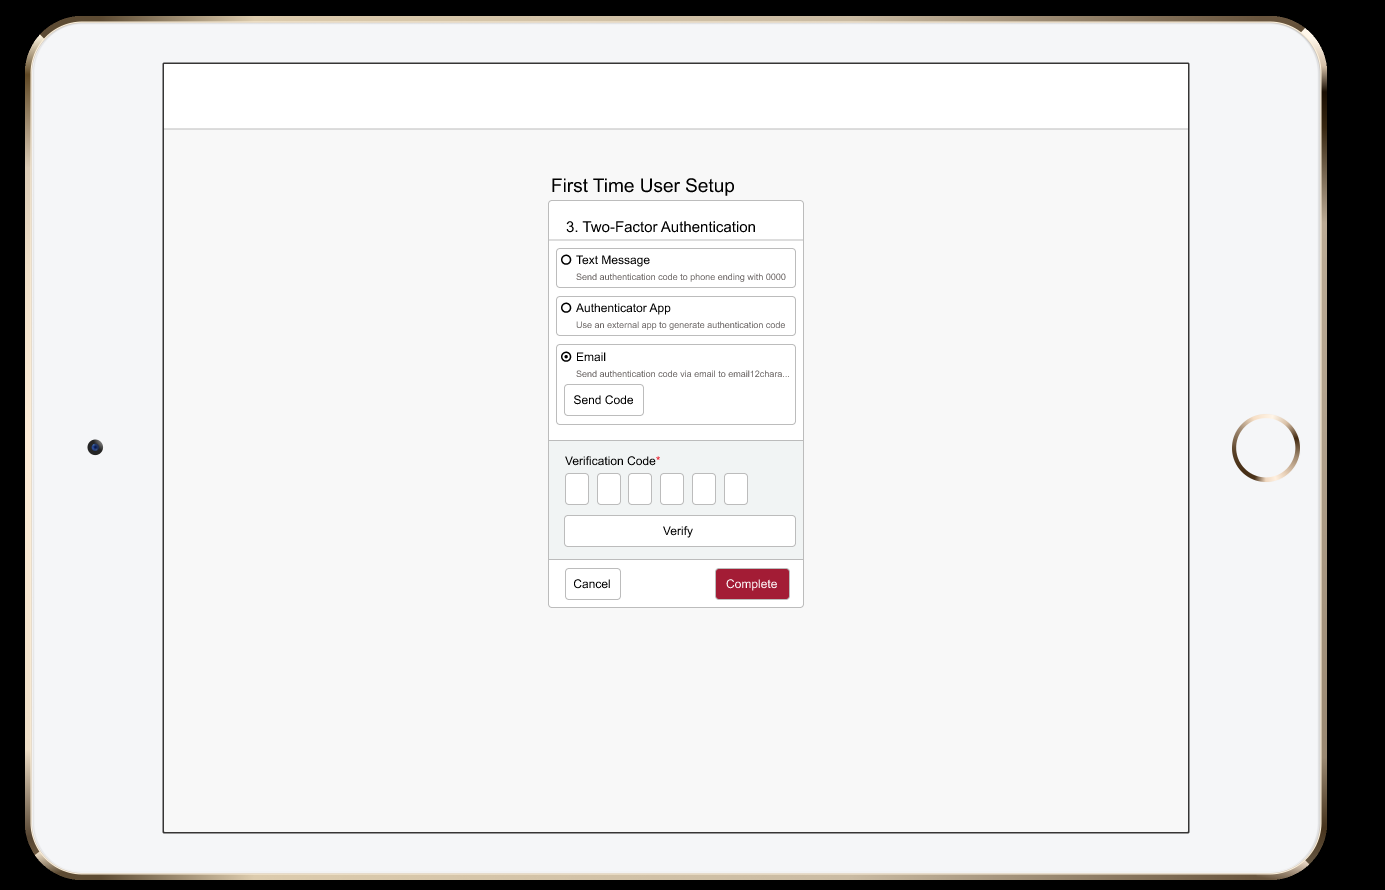 First Time User Setup
3. Two-Factor Authentication
Text Message
Send authentication code to phone ending with 0000
Authenticator App
Use an external app to generate authentication code
Email
Send authentication code via email to email12chara...
Send Code
Verification Code*
Verify
Cancel
Complete